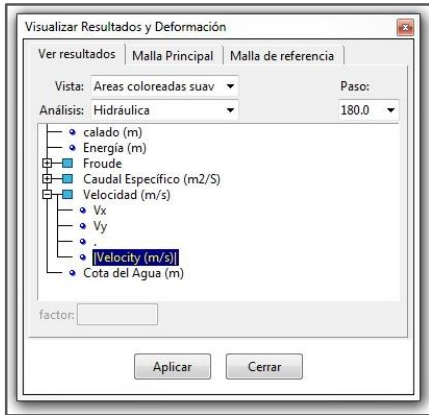 Visualizar Resultados y Deformación
Ver resultados Malla Principal Malla de referencia
Vista: Areas coloreadas suav Paso:
Análisis: Hidráulica 180.0
calado (m)
Energía (m)
Froude
Caudal Específico (m2/S)
Velocidad (m/s)
Vx
Vy
.
|Velocity (m/s)|
Cota del Agua (m)
factor:
Aplicar Cerrar